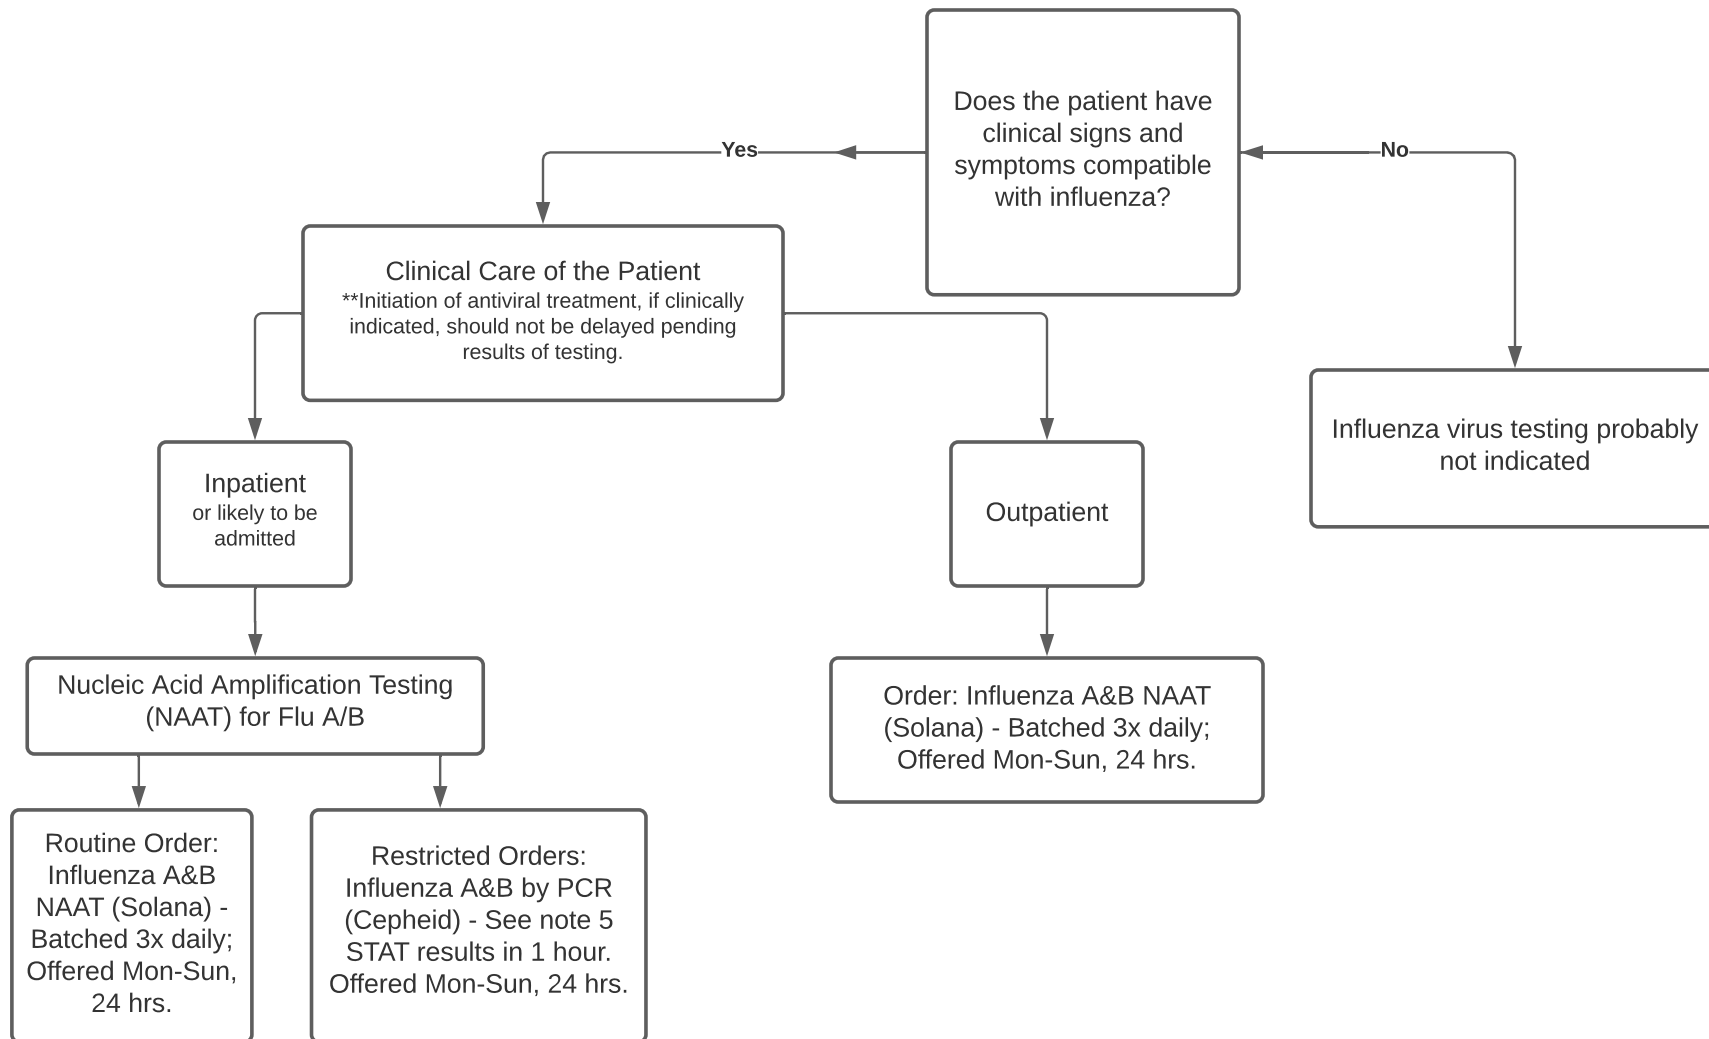 Does the patient have
clinical signs and
symptoms compatible
with influenza?
Yes
No
Clinical Care of the Patient
**Initiation of antiviral treatment, if clinically
indicated, should not be delayed pending
results of testing.
Influenza virus testing probably
not indicated
Inpatient
or likely to be
admitted
Outpatient
Nucleic Acid Amplification Testing
(NAAT) for Flu A/B
Order: Influenza A&B NAAT
(Solana) - Batched 3x daily;
Offered Mon-Sun, 24 hrs.
Routine Order:
Influenza A&B
NAAT (Solana) -
Batched 3x daily;
Offered Mon-Sun,
24 hrs.
Restricted Orders:
Influenza A&B by PCR
(Cepheid) - See note 5
STAT results in 1 hour.
Offered Mon-Sun, 24 hrs.